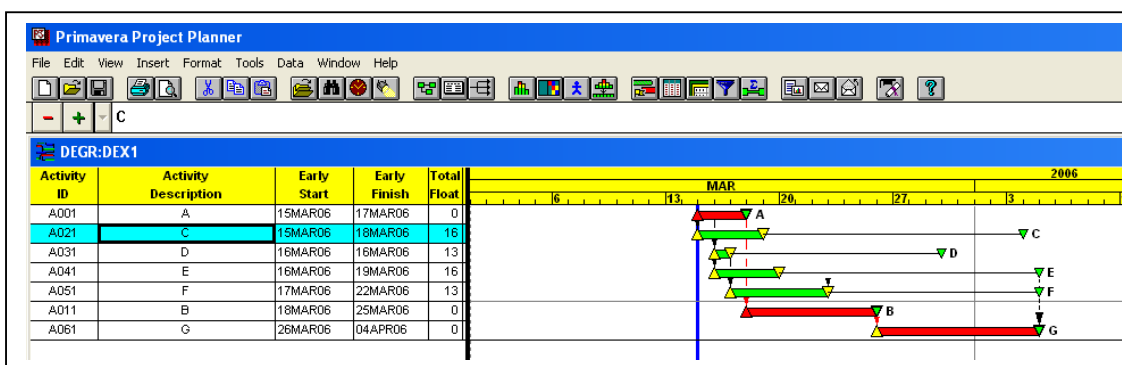 Primavera Project Planner
File Edit View Insert Format Tools Data Window Help
C
DEGR:DEX1
Activity ID Activity Description Early Start Early Finish Total Float 2006
MAR
6 13 20 27 3
A001 A 15MAR06 17MAR06 0 A
A021 C 15MAR06 18MAR06 16 C
A031 D 16MAR06 16MAR06 13 D
A041 E 16MAR06 19MAR06 16 E
A051 F 17MAR06 22MAR06 13 F
A011 B 18MAR06 25MAR06 0 B
A061 G 26MAR06 04APR06 0 G